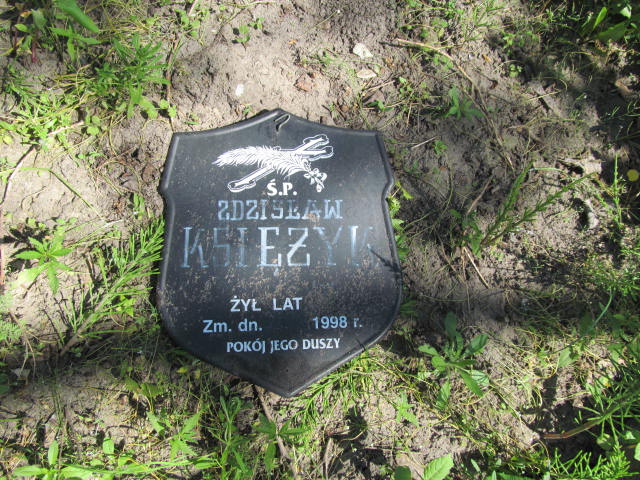 Ś.P.
ZDZISŁAW
KSIĘŻYK
ŻYŁ LAT
Zm. dn. 1998 r.
POKÓJ JEGO DUSZY